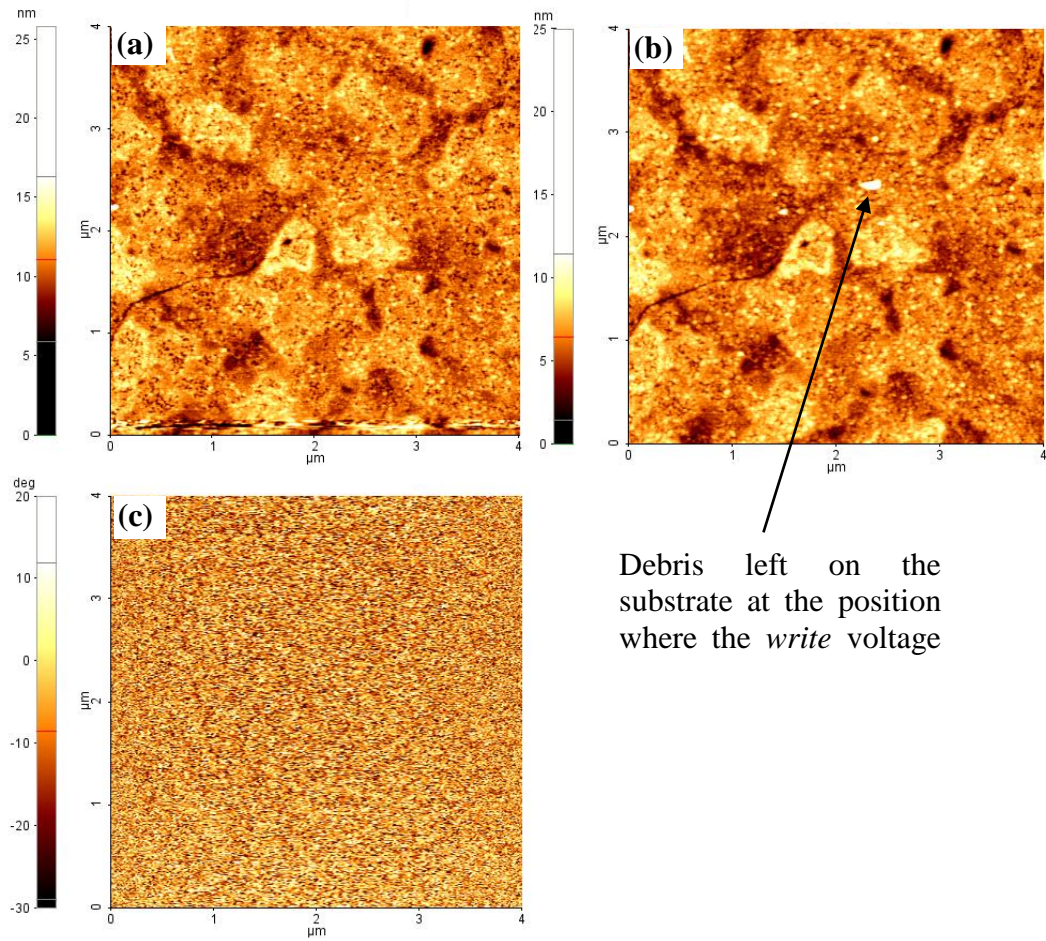 nm
25
20
15
10
5
0
(a)
4
3
2
1
0
μm
0 1 2 3 4
μm
nm
25
20
15
10
5
0
(b)
4
3
2
1
0
μm
0 1 2 3 4
μm
deg
20
10
0
-10
-20
-30
(c)
4
3
2
1
0
μm
0 1 2 3 4
μm
Debris left on the
substrate at the position
where the write voltage